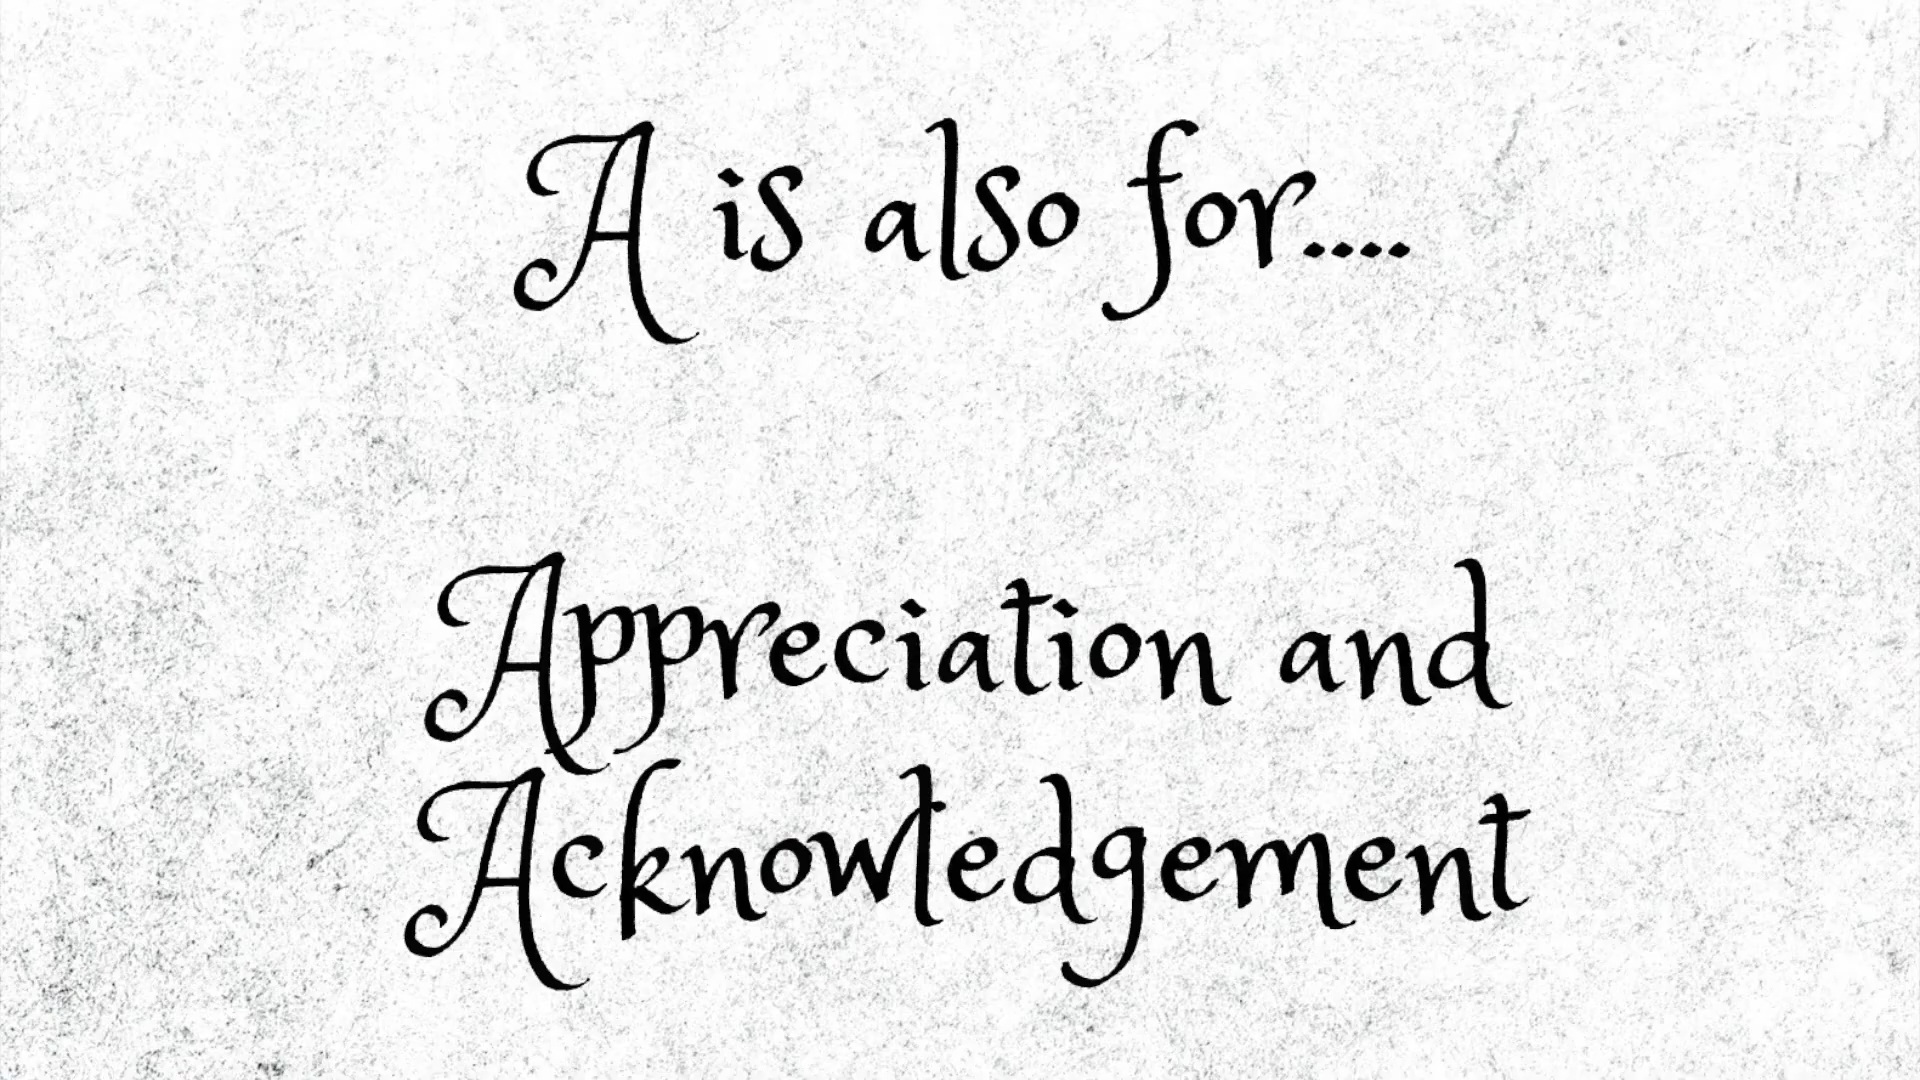 A is also for....
Appreciation and
Acknowledgement